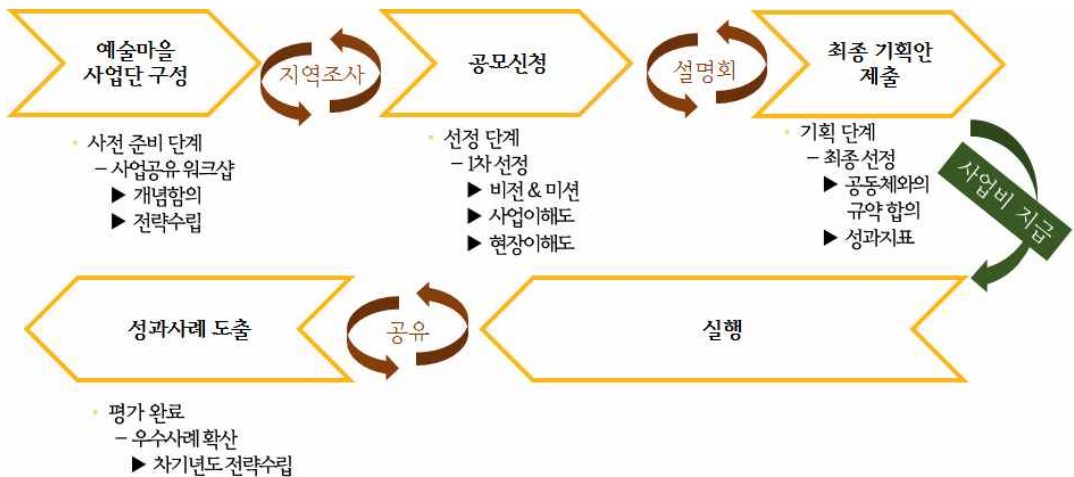 예술마을
사업단 구성
지역조사
공모신청
설명회
최종 기획안
제출
• 사전 준비 단계
– 사업공유 워크샵
▶ 개념합의
▶ 전략수립
• 선정 단계
– 1차 선정
▶ 비전 & 미션
▶ 사업이해도
▶ 현장이해도
• 기획 단계
– 최종 선정
▶ 공동체와의
규약 합의
▶ 성과지표
사업비 지급
실행
공유
성과사례 도출
• 평가 완료
– 우수사례 확산
▶ 차기년도 전략수립